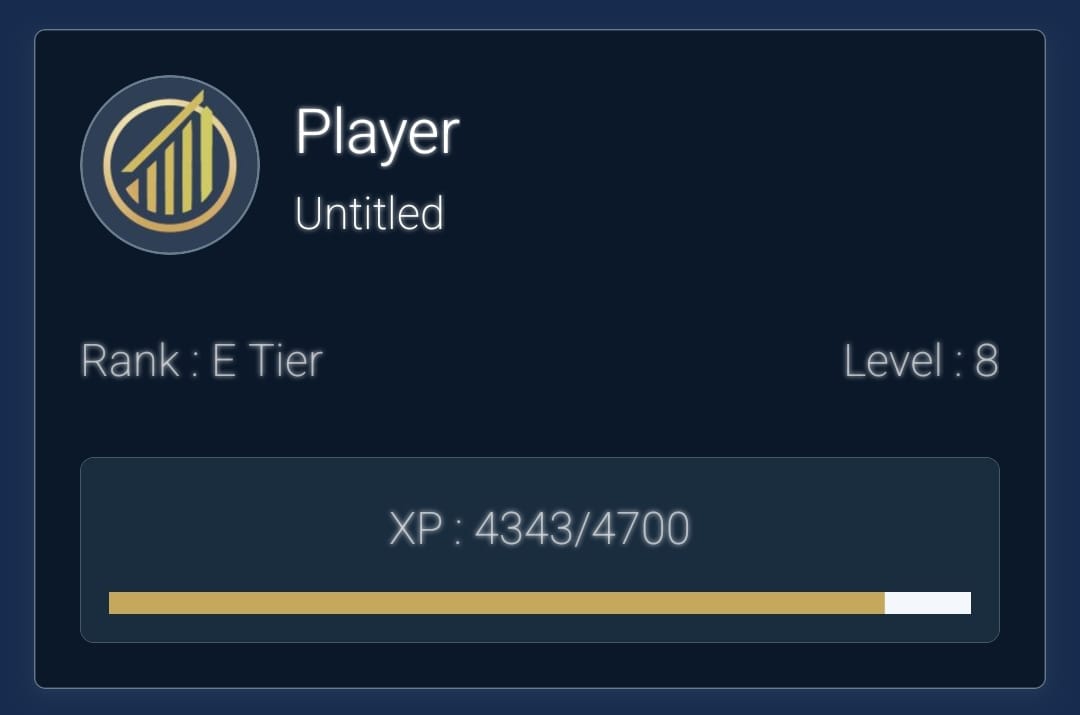 Player
Untitled
Rank : E Tier
Level : 8
XP : 4343/4700